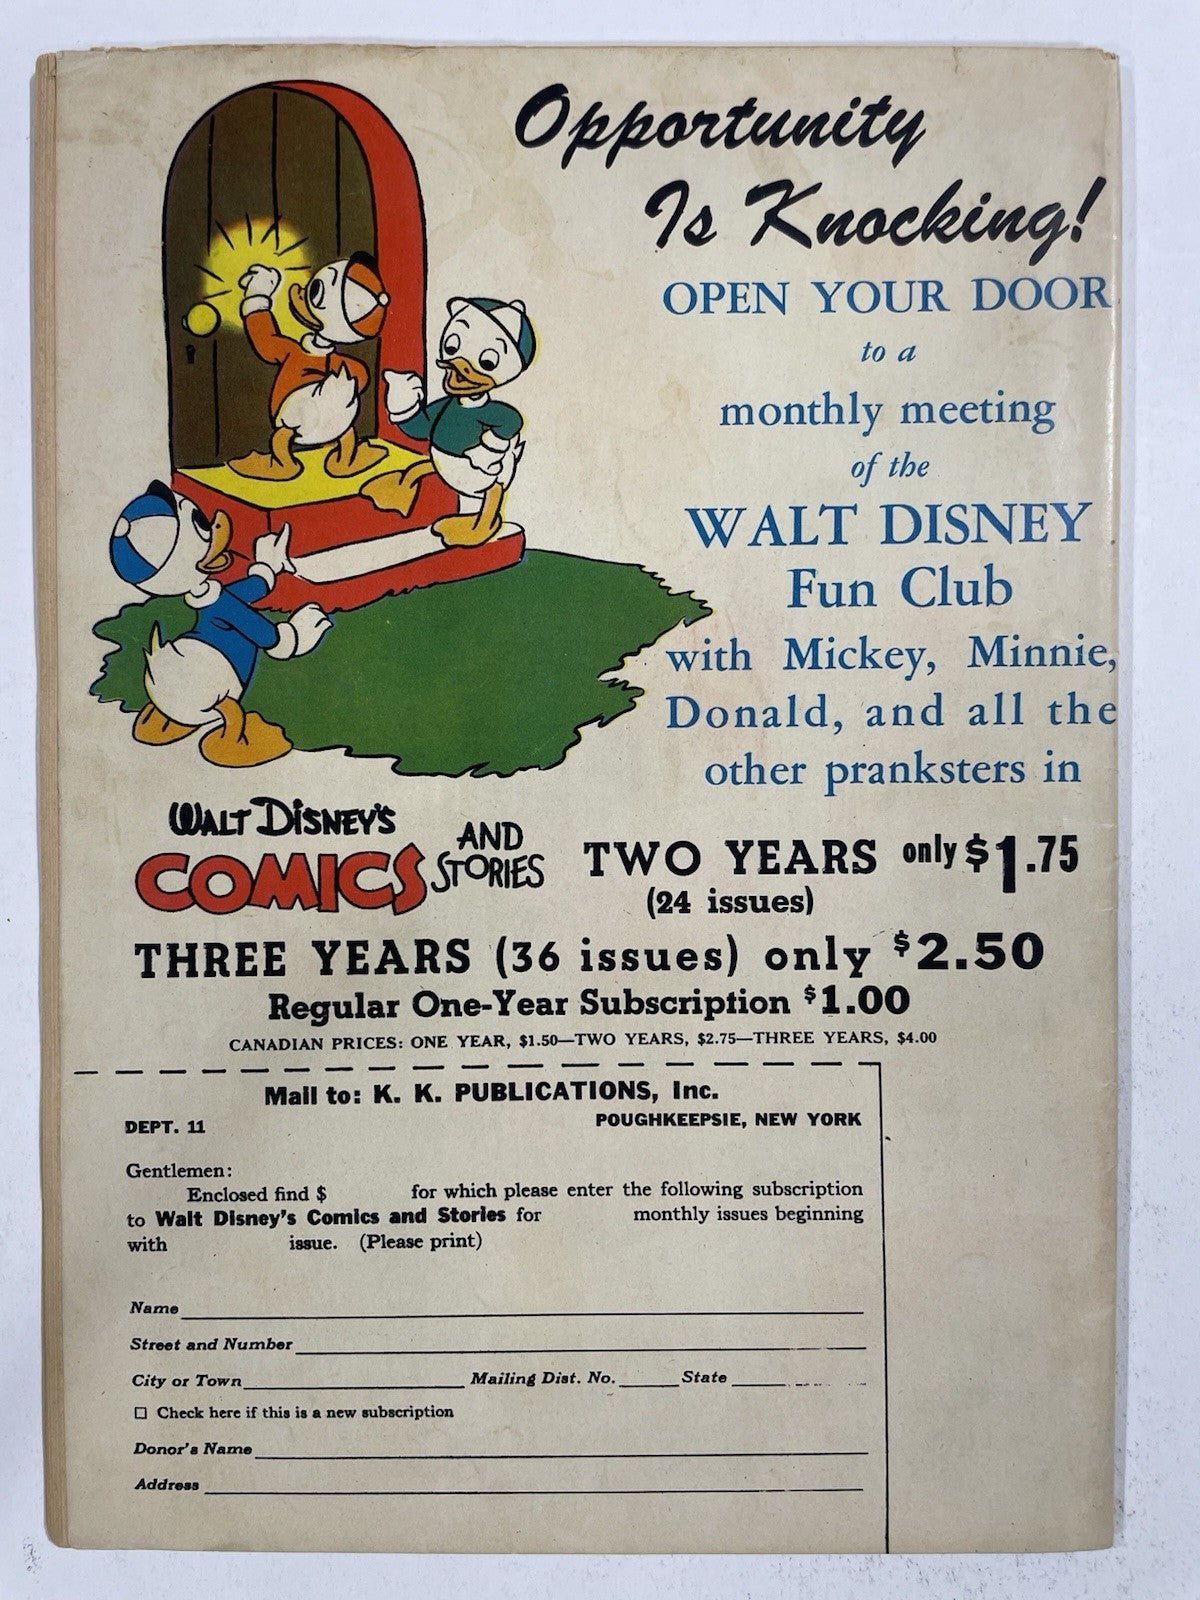 Opportunity
Is Knocking!
OPEN YOUR DOOR
to a
monthly meeting
of the
WALT DISNEY
Fun Club
with Mickey, Minnie,
Donald, and all the
other pranksters in
WALT DISNEY'S
COMICS AND STORIES
TWO YEARS only $1.75
(24 issues)
THREE YEARS (36 issues) only $2.50
Regular One-Year Subscription $1.00
CANADIAN PRICES: ONE YEAR, $1.50—TWO YEARS, $2.75—THREE YEARS, $4.00
Mail to: K. K. PUBLICATIONS, Inc.
POUGHKEEPSIE, NEW YORK
DEPT. 11
Gentlemen:
Enclosed find $ for which please enter the following subscription
to Walt Disney's Comics and Stories for monthly issues beginning
with issue. (Please print)
Name
Street and Number
City or Town Mailing Dist. No. State
☐ Check here if this is a new subscription
Donor's Name
Address